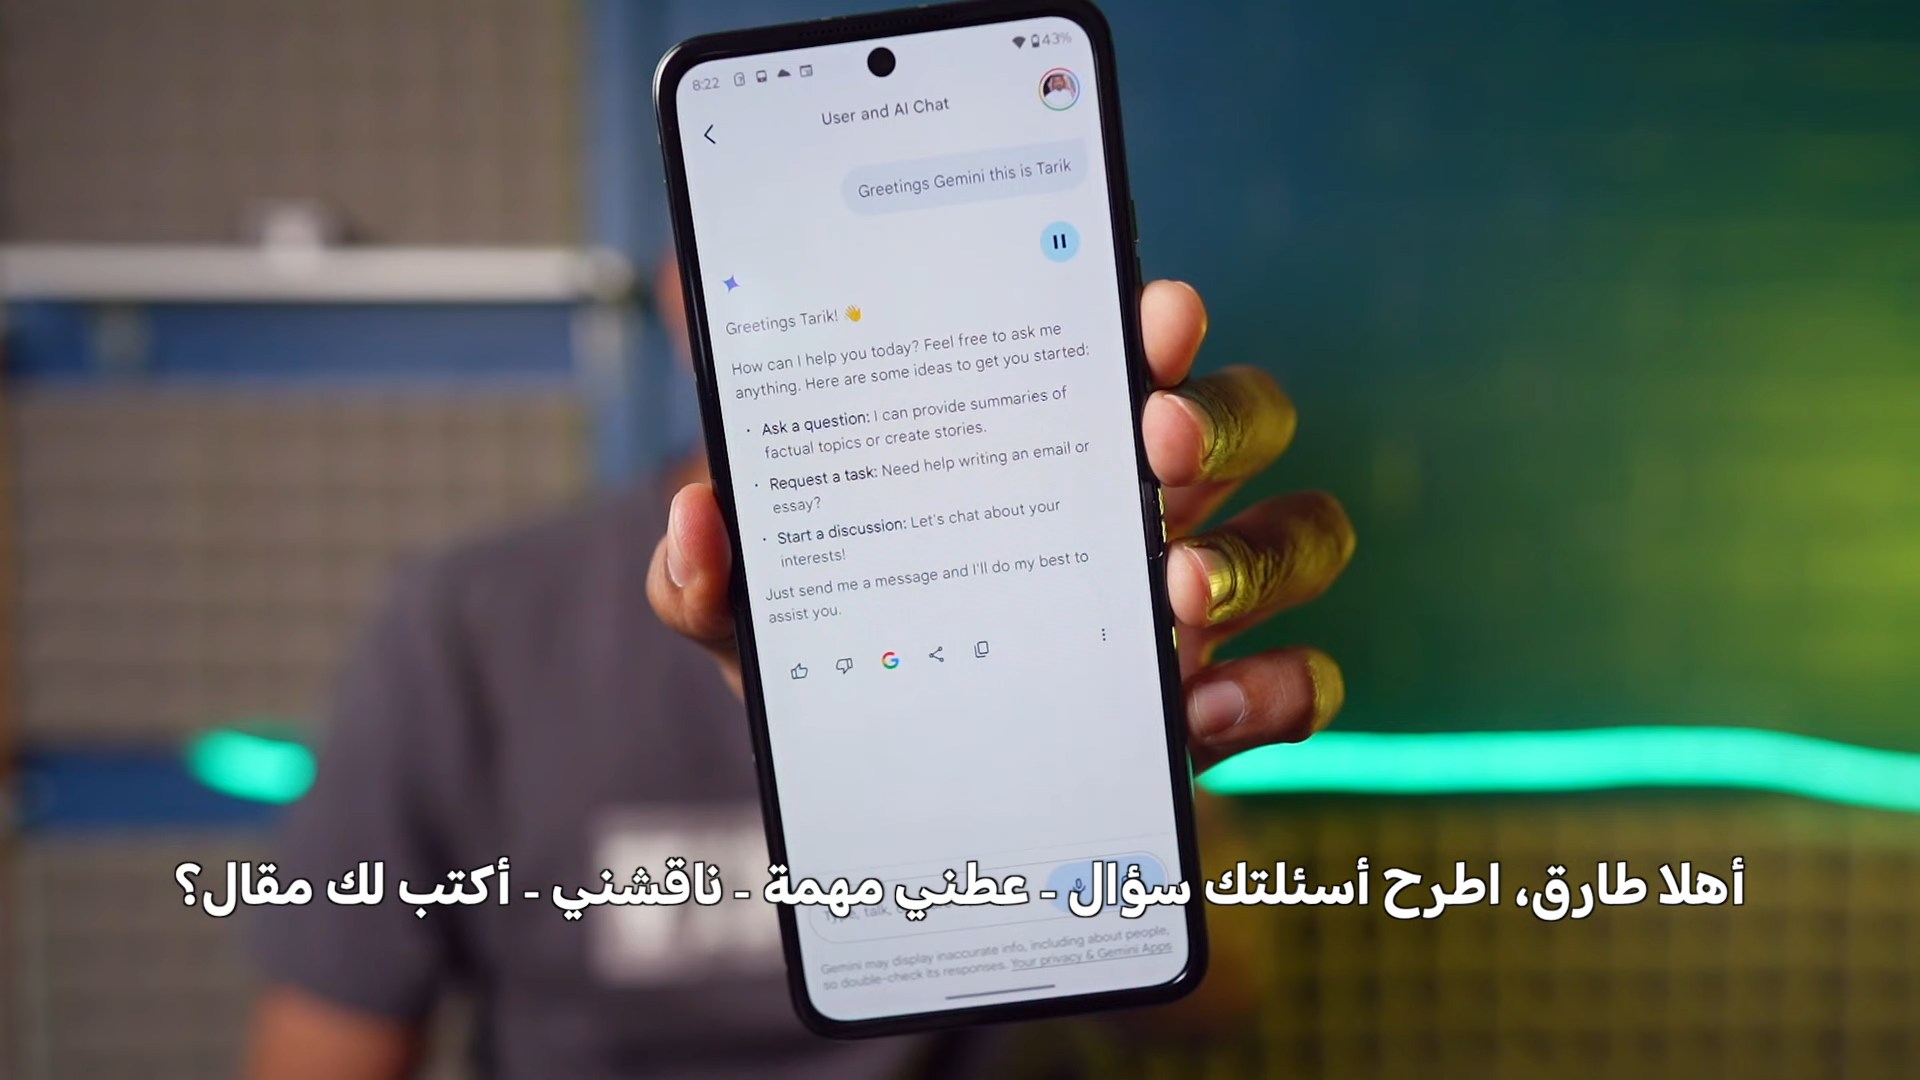 8:22
43%
User and AI Chat
Greetings Gemini this is Tarik
Greetings Tarik! 👋
How can I help you today? Feel free to ask me
anything. Here are some ideas to get you started:
· Ask a question: I can provide summaries of
factual topics or create stories.
· Request a task: Need help writing an email or
essay?
· Start a discussion: Let's chat about your
interests!
Just send me a message and I'll do my best to
assist you.
أهلا طارق، اطرح أسئلتك سؤال - عطني مهمة - ناقشني - أكتب لك مقال؟
Type, talk,
Gemini may display inaccurate info, including about people,
so double-check its responses. Your privacy & Gemini Apps